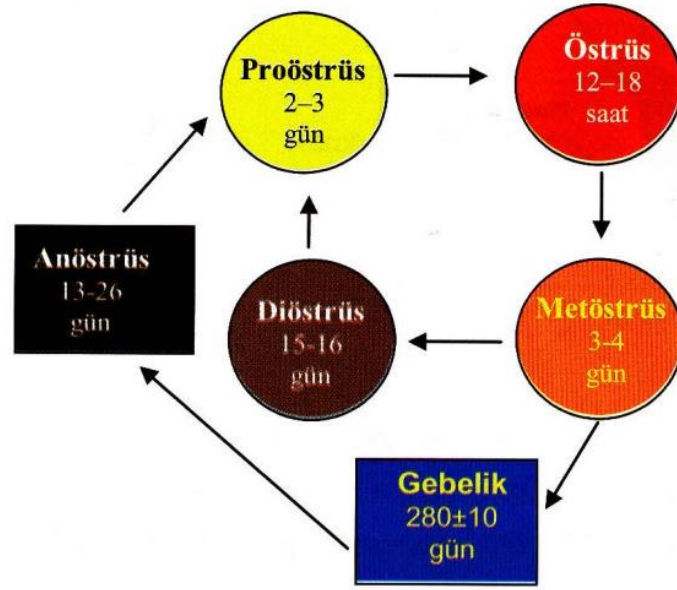 Proöstrüs
2–3
gün
Östrüs
12–18
saat
Anöstrüs
13-26
gün
Diöstrüs
15-16
gün
Metöstrüs
3-4
gün
Gebelik
280±10
gün